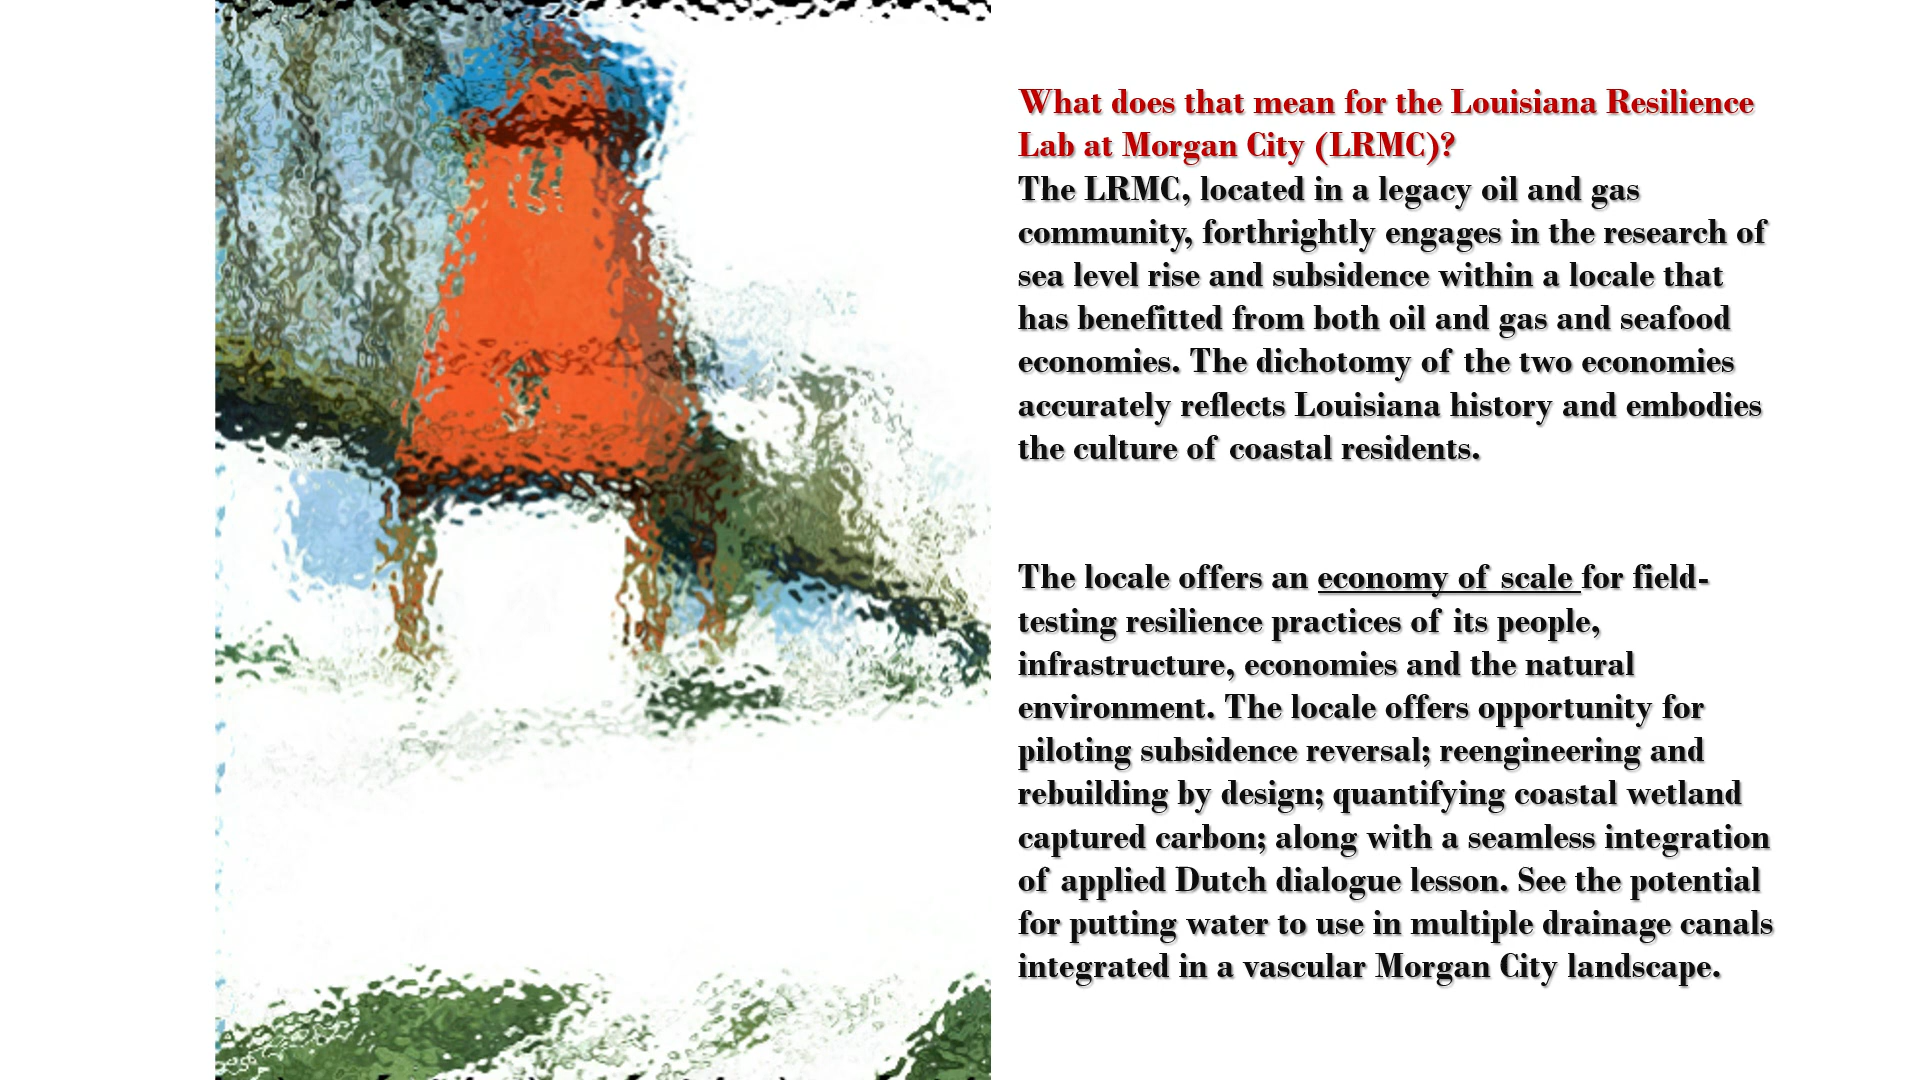 What does that mean for the Louisiana Resilience
Lab at Morgan City (LRMC)?
The LRMC, located in a legacy oil and gas
community, forthrightly engages in the research of
sea level rise and subsidence within a locale that
has benefitted from both oil and gas and seafood
economies. The dichotomy of the two economies
accurately reflects Louisiana history and embodies
the culture of coastal residents.
The locale offers an economy of scale for field-
testing resilience practices of its people,
infrastructure, economies and the natural
environment. The locale offers opportunity for
piloting subsidence reversal; reengineering and
rebuilding by design; quantifying coastal wetland
captured carbon; along with a seamless integration
of applied Dutch dialogue lesson. See the potential
for putting water to use in multiple drainage canals
integrated in a vascular Morgan City landscape.